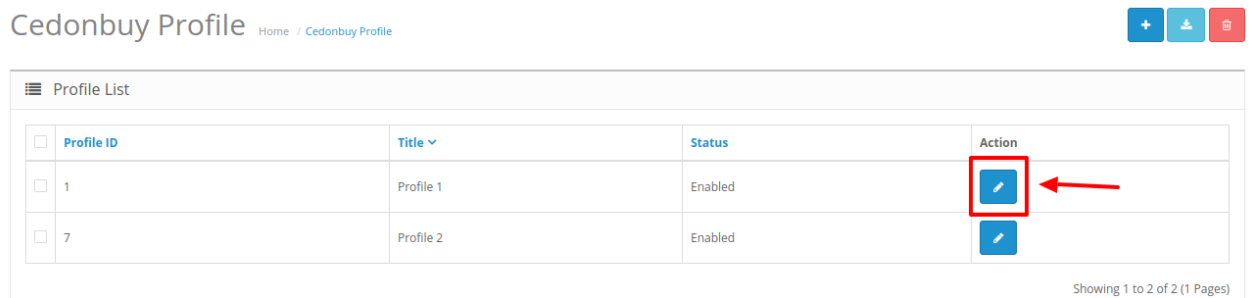 Cedonbuy Profile Home / Cedonbuy Profile
Profile List
Profile ID Title Status Action
1 Profile 1 Enabled
7 Profile 2 Enabled
Showing 1 to 2 of 2 (1 Pages)